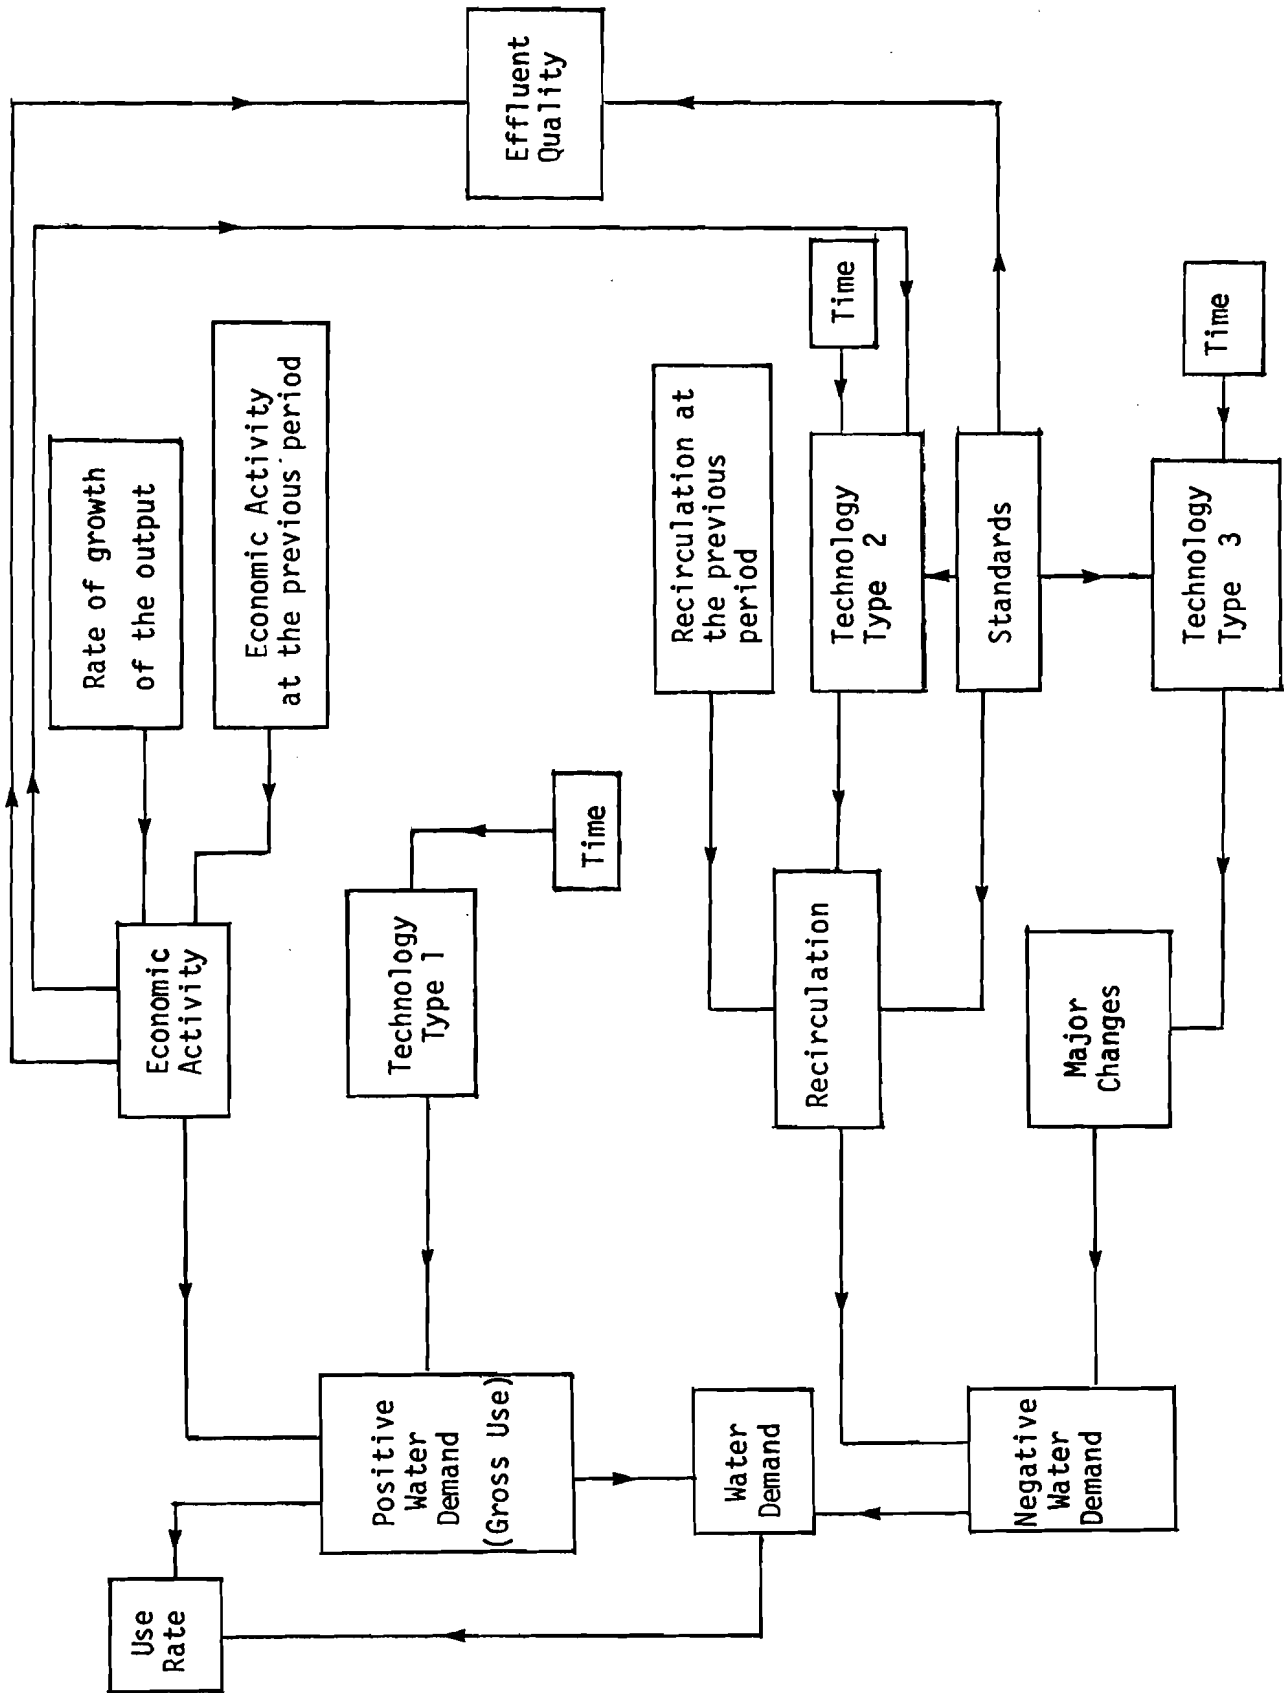 Use
Rate
Positive
Water
Demand
(Gross Use)
Water
Demand
Negative
Water
Demand
Economic
Activity
Technology
Type 1
Recirculation
Major
Changes
Time
Rate of growth
of the output
Economic Activity
at the previous period
Recirculation at
the previous
period
Technology
Type 2
Standards
Technology
Type 3
Time
Time
Effluent
Quality